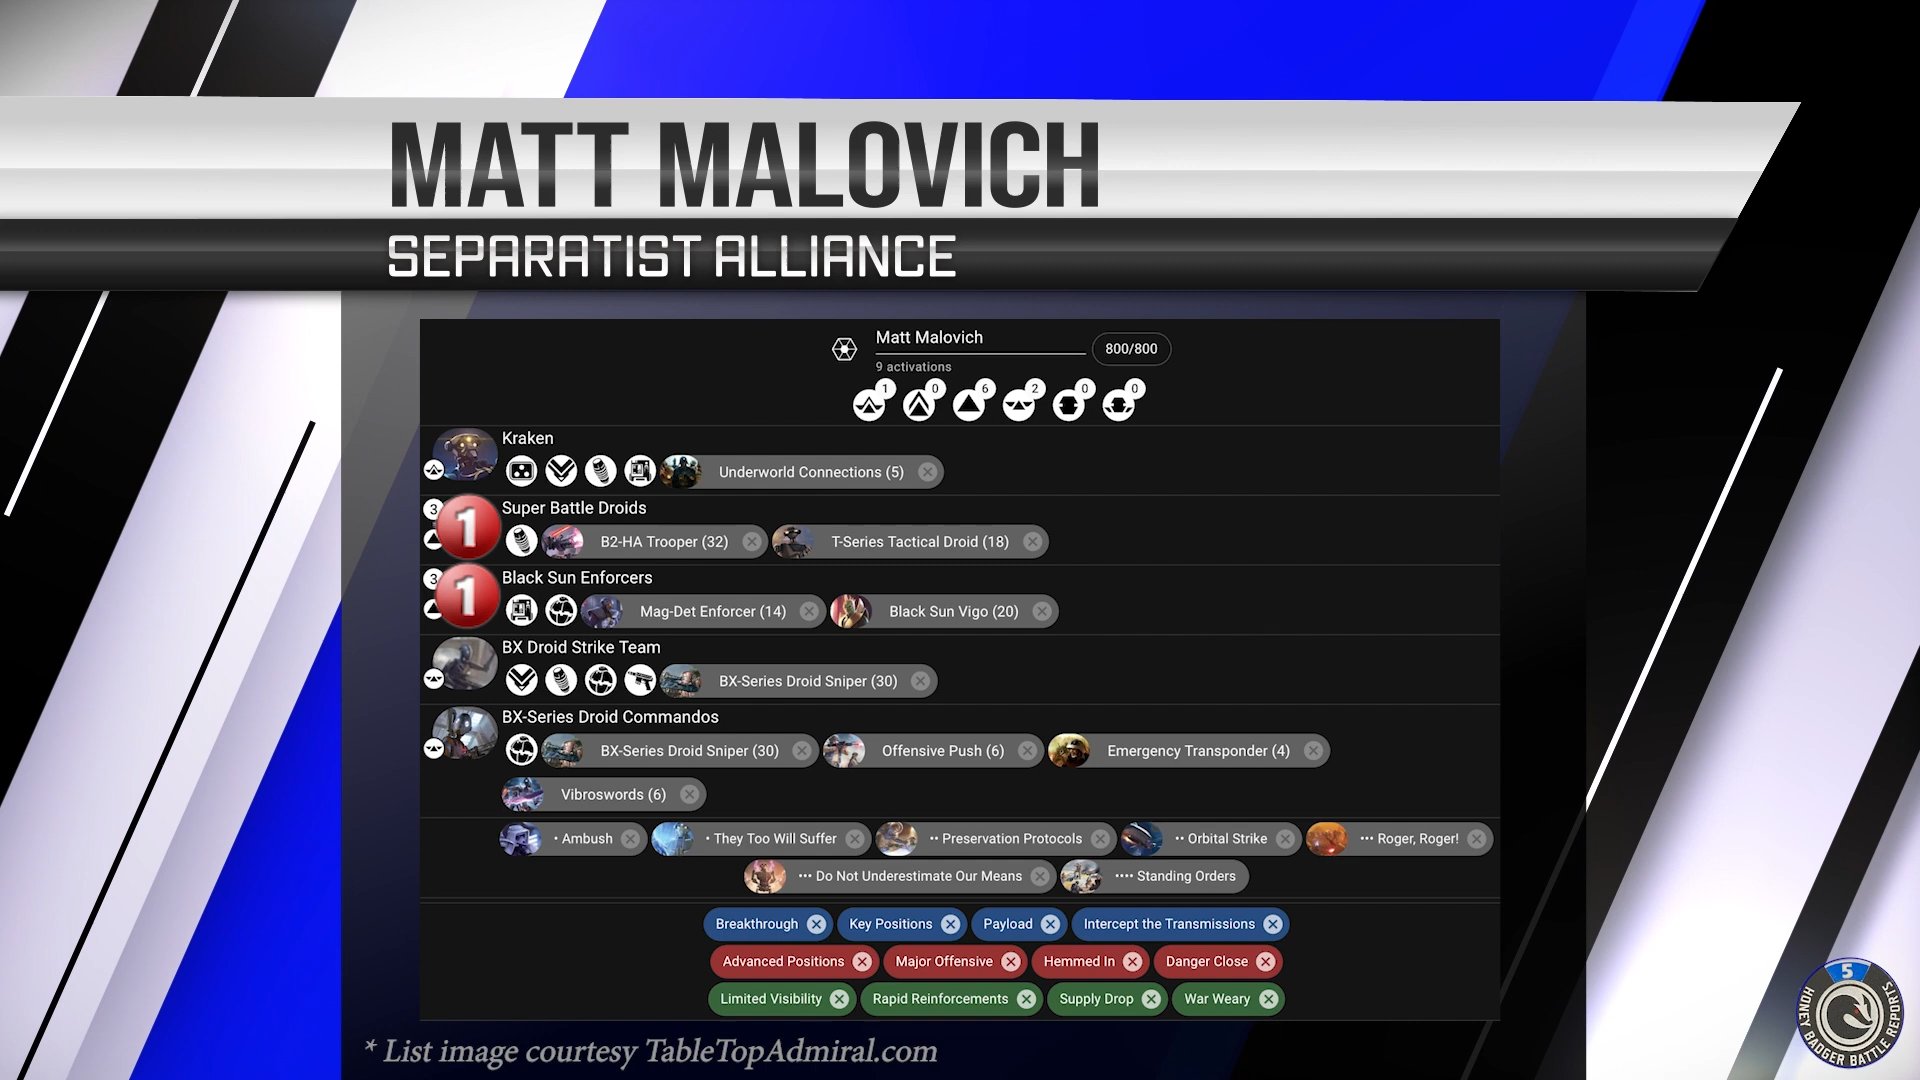 MATT MALOVICH
SEPARATIST ALLIANCE
Matt Malovich
800/800
9 activations
1 0 6 2 0 0
Kraken
Underworld Connections (5)
3 1 Super Battle Droids
B2-HA Trooper (32) T-Series Tactical Droid (18)
3 1 Black Sun Enforcers
Mag-Det Enforcer (14) Black Sun Vigo (20)
BX Droid Strike Team
BX-Series Droid Sniper (30)
BX-Series Droid Commandos
BX-Series Droid Sniper (30) Offensive Push (6) Emergency Transponder (4)
Vibroswords (6)
• Ambush • They Too Will Suffer •• Preservation Protocols •• Orbital Strike ••• Roger, Roger!
••• Do Not Underestimate Our Means •••• Standing Orders
Breakthrough Key Positions Payload Intercept the Transmissions
Advanced Positions Major Offensive Hemmed In Danger Close
Limited Visibility Rapid Reinforcements Supply Drop War Weary
* List image courtesy TableTopAdmiral.com
5
HONEY BADGER BATTLE REPORTS